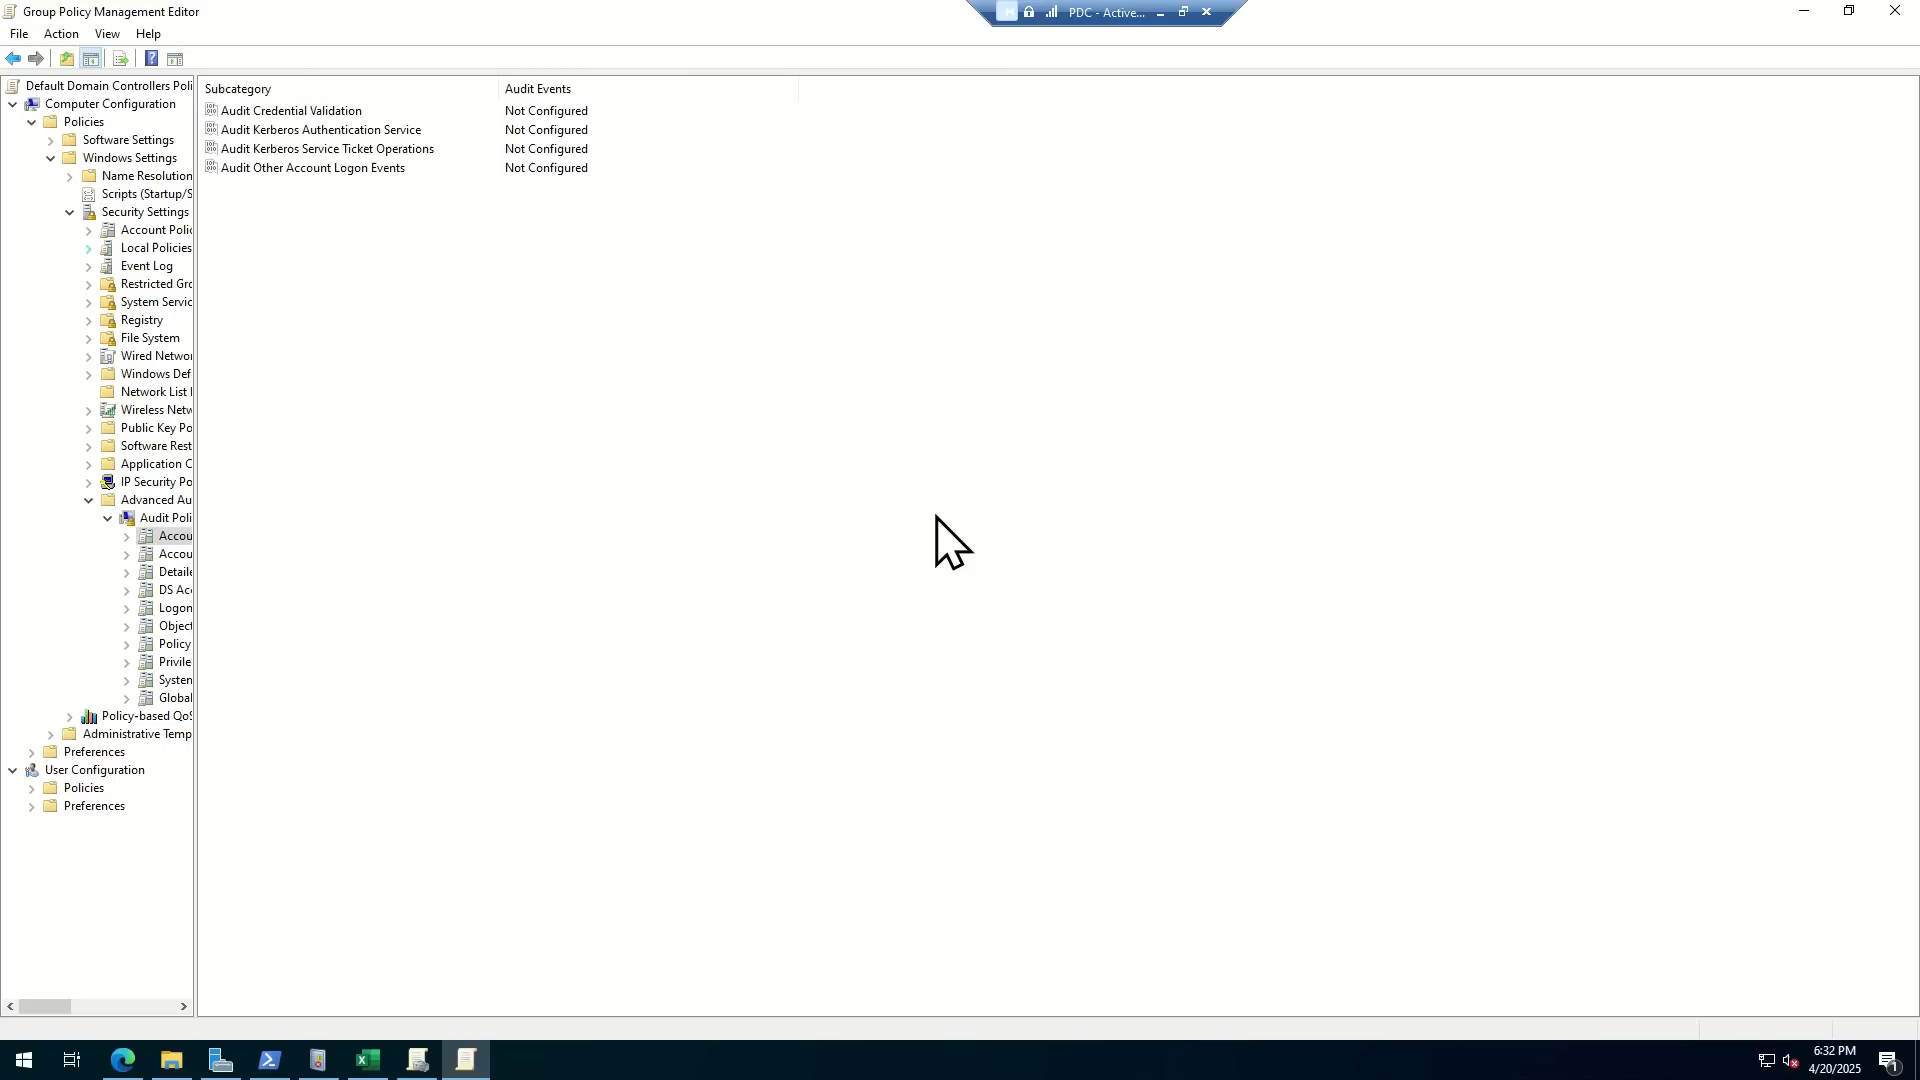 Group Policy Management Editor
PDC - Active...
File Action View Help
Default Domain Controllers Poli
Computer Configuration
Policies
Software Settings
Windows Settings
Name Resolution
Scripts (Startup/S
Security Settings
Account Polic
Local Policies
Event Log
Restricted Gro
System Servic
Registry
File System
Wired Networ
Windows Def
Network List I
Wireless Netw
Public Key Po
Software Rest
Application C
IP Security Po
Advanced Au
Audit Poli
Accou
Accou
Detaile
DS Acc
Logon
Object
Policy
Privile
System
Global
Policy-based QoS
Administrative Temp
Preferences
User Configuration
Policies
Preferences
Subcategory Audit Events
Audit Credential Validation Not Configured
Audit Kerberos Authentication Service Not Configured
Audit Kerberos Service Ticket Operations Not Configured
Audit Other Account Logon Events Not Configured
6:32 PM
4/20/2025
1